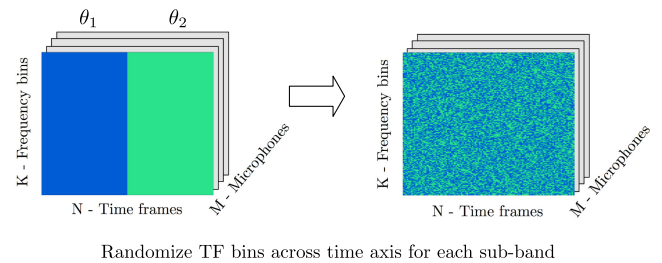 θ₁ θ₂
K - Frequency bins
N - Time frames
M - Microphones
K - Frequency bins
N - Time frames
M - Microphones
Randomize TF bins across time axis for each sub-band